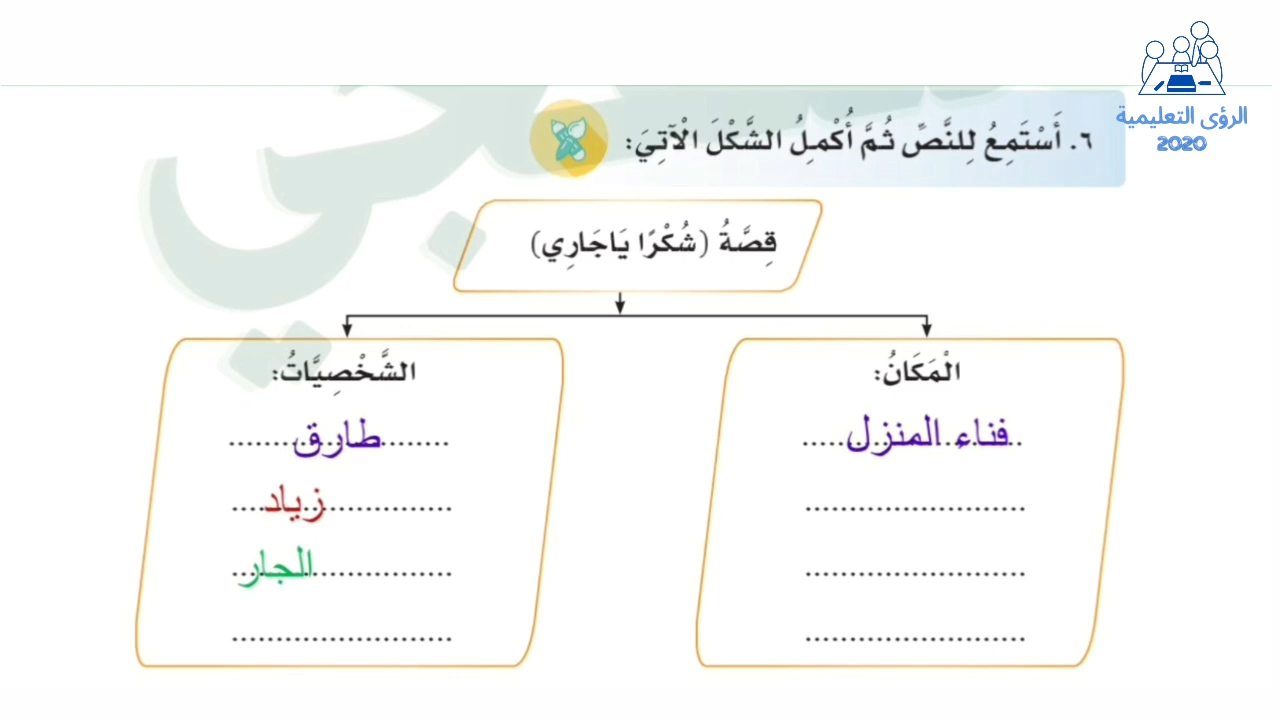 الرؤى التعليمية
2020
٦. أَسْتَمِعُ لِلنَّصِّ ثُمَّ أُكْمِلُ الشَّكْلَ الْآتِيَ:
قِصَّةُ (شُكْرًا يَاجَارِي)
الْمَكَانُ:
فناء المنزل
الشَّخْصِيَّاتُ:
طارق
زياد
الجار